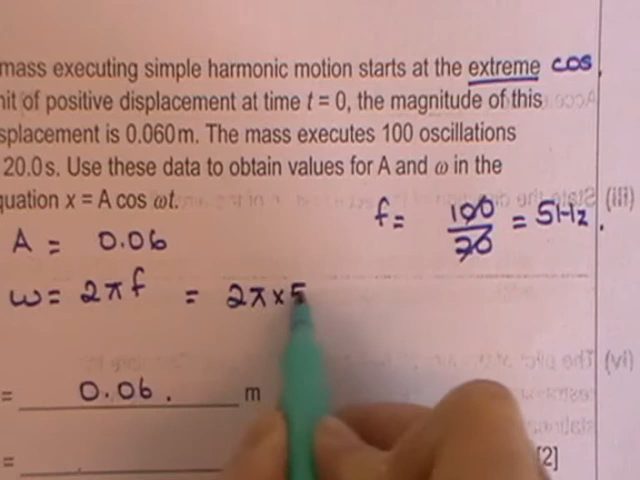 mass executing simple harmonic motion starts at the extreme cos
nit of positive displacement at time t = 0, the magnitude of this
splacement is 0.060 m. The mass executes 100 oscillations
20.0 s. Use these data to obtain values for A and ω in the
quation x = A cos ωt.
f = 100/20 = 5Hz.
A = 0.06
ω = 2πf = 2π × 5
= 0.06. m
= [2]